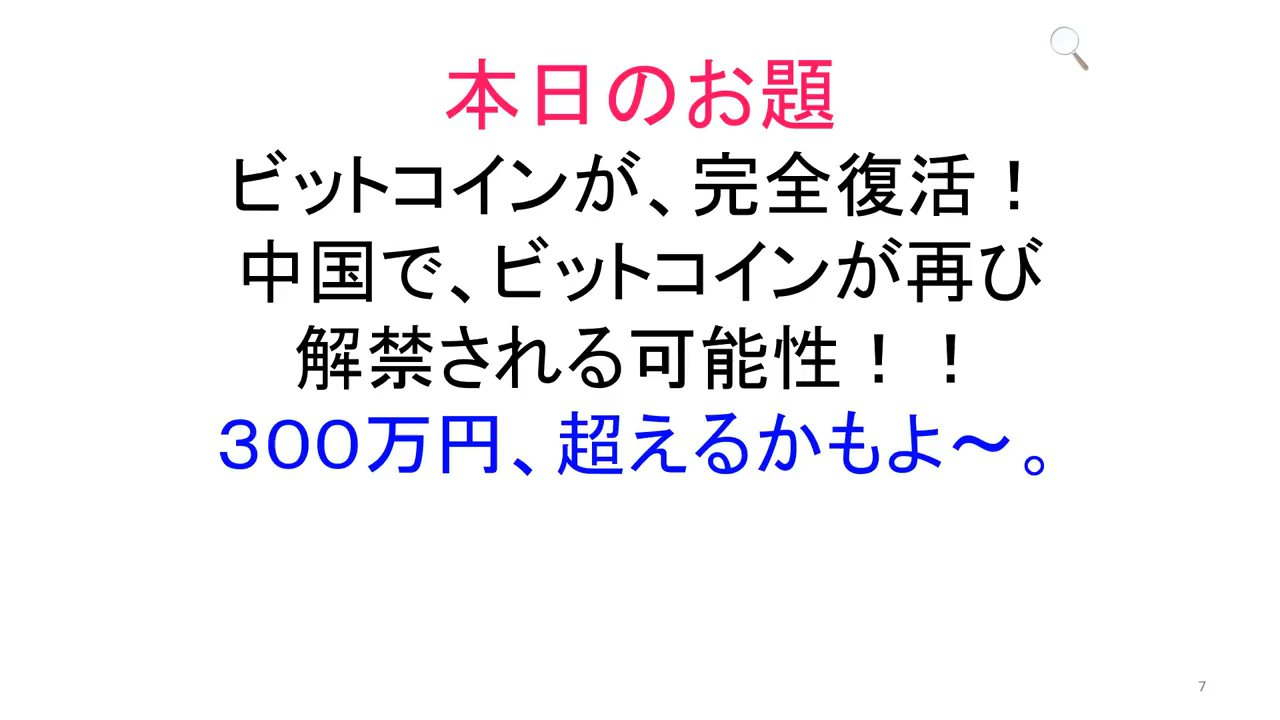 本日のお題
ビットコインが、完全復活！
中国で、ビットコインが再び
解禁される可能性！！
３００万円、超えるかもよ～。
7